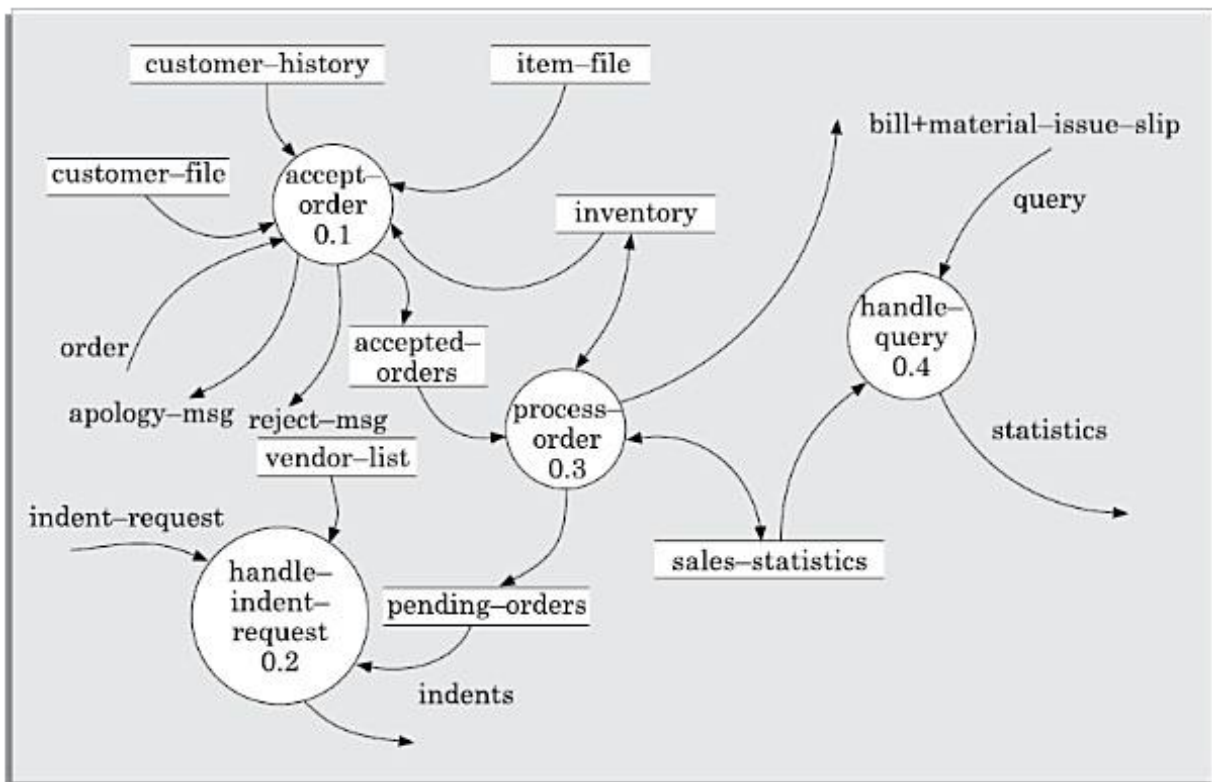 customer–history
item–file
bill+material–issue–slip
customer–file
accept–
order
0.1
inventory
query
handle–
query
0.4
order
accepted–
orders
apology–msg
reject–msg
process–
order
0.3
statistics
vendor–list
indent–request
sales–statistics
handle–
indent–
request
0.2
pending–orders
indents